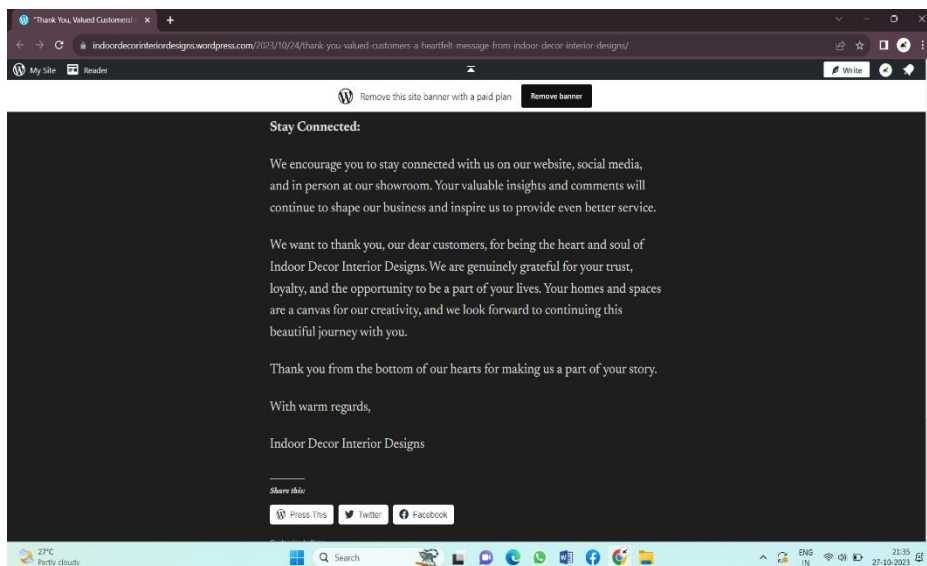 "Thank You, Valued Customers! /
indoordecorinteriordesigns.wordpress.com/2023/10/24/thank-you-valued-customers-a-heartfelt-message-from-indoor-decor-interior-designs/
My Site Reader Write
Remove this site banner with a paid plan Remove banner
Stay Connected:
We encourage you to stay connected with us on our website, social media,
and in person at our showroom. Your valuable insights and comments will
continue to shape our business and inspire us to provide even better service.
We want to thank you, our dear customers, for being the heart and soul of
Indoor Decor Interior Designs. We are genuinely grateful for your trust,
loyalty, and the opportunity to be a part of your lives. Your homes and spaces
are a canvas for our creativity, and we look forward to continuing this
beautiful journey with you.
Thank you from the bottom of our hearts for making us a part of your story.
With warm regards,
Indoor Decor Interior Designs
Share this:
Press This Twitter Facebook
27°C
Partly cloudy
Search
ENG
IN
21:35
27-10-2023